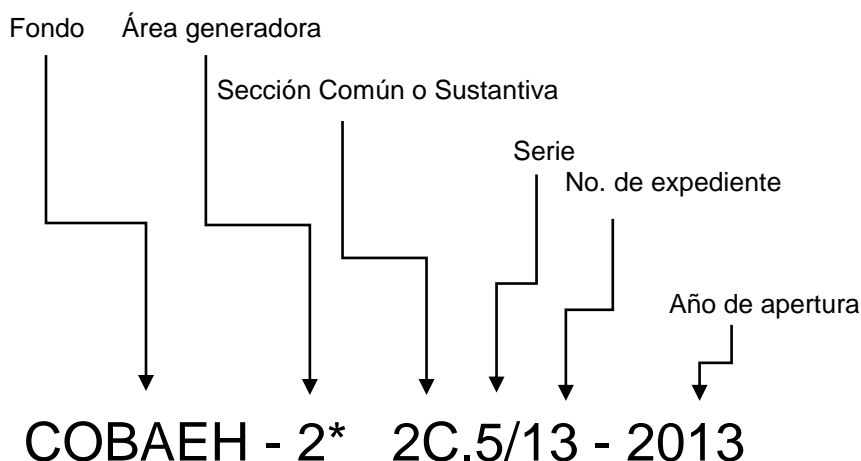 Fondo Área generadora
Sección Común o Sustantiva
Serie
No. de expediente
Año de apertura
COBAEH - 2* 2C.5/13 - 2013